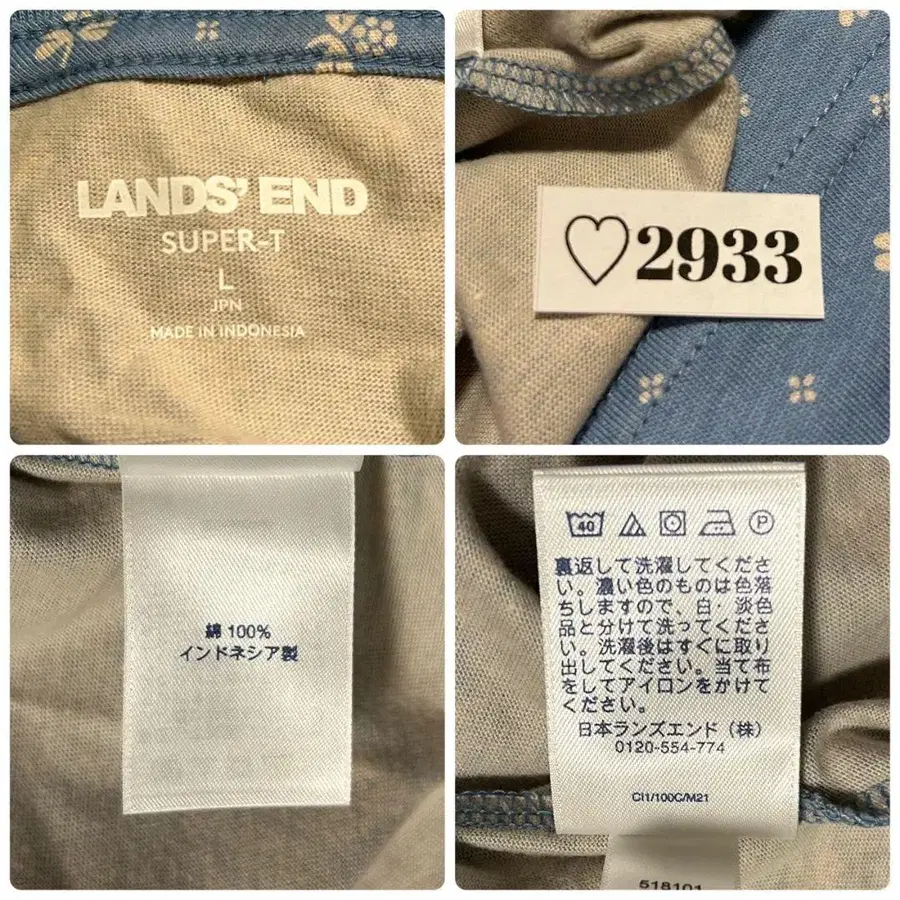 LANDS' END
SUPER-T
L
JPN
MADE IN INDONESIA
♡2933
綿 100%
インドネシア製
40
P
裏返して洗濯してくださ
い。濃い色のものは色落
ちしますので、白・淡色
品と分けて洗ってくださ
い。洗濯後はすぐに取り
出してください。当て布
をしてアイロンをかけて
ください。
日本ランズエンド（株）
0120-554-774
CI1/100C/M21
518101